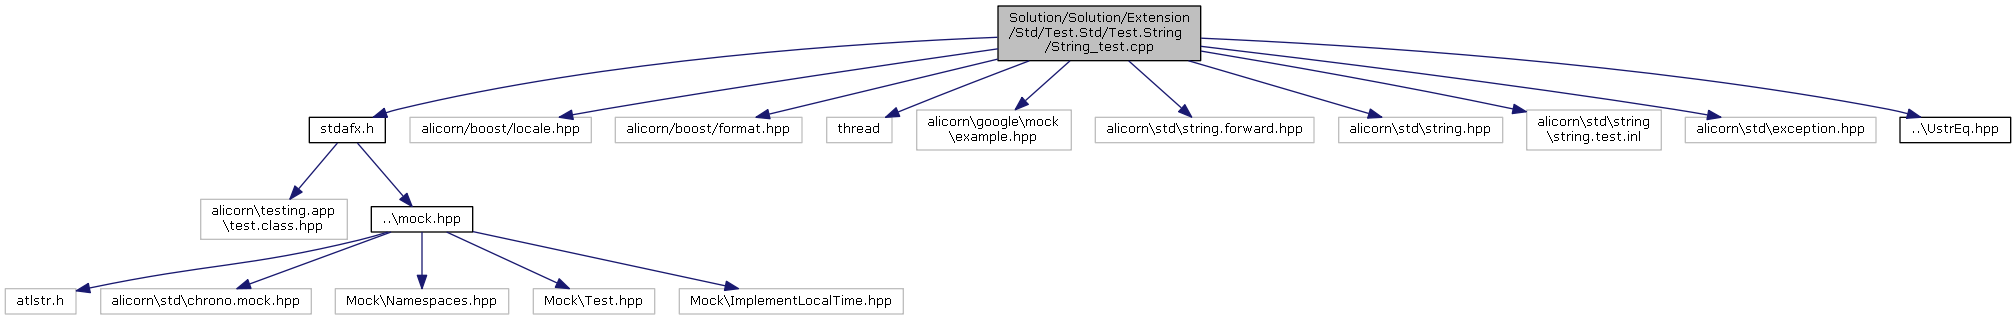 Solution/Solution/Extension
/Std/Test.Std/Test.String
/String_test.cpp
stdafx.h
alicorn/boost/locale.hpp
alicorn/boost/format.hpp
thread
alicorn\google\mock
\example.hpp
alicorn\std\string.forward.hpp
alicorn\std\string.hpp
alicorn\std\string
\string.test.inl
alicorn\std\exception.hpp
..\UstrEq.hpp
alicorn\testing.app
\test.class.hpp
..\mock.hpp
atlstr.h
alicorn\std\chrono.mock.hpp
Mock\Namespaces.hpp
Mock\Test.hpp
Mock\ImplementLocalTime.hpp